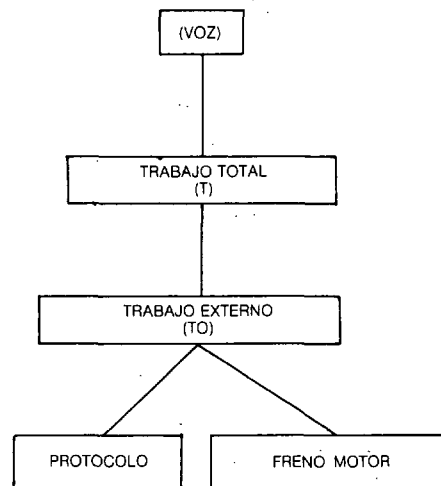 (VOZ)
TRABAJO TOTAL
(T)
TRABAJO EXTERNO
(TO)
PROTOCOLO
FRENO MOTOR